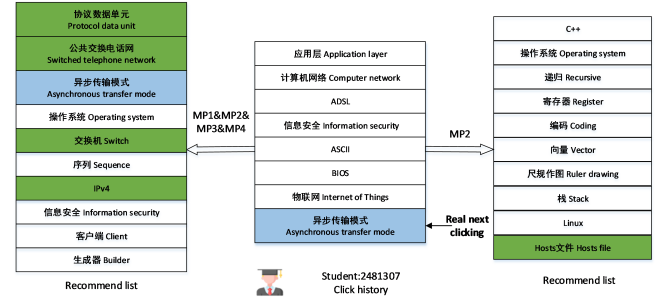 协议数据单元
Protocol data unit
公共交换电话网
Switched telephone network
异步传输模式
Asynchronous transfer mode
操作系统 Operating system
交换机 Switch
序列 Sequence
IPv4
信息安全 Information security
客户端 Client
生成器 Builder
Recommend list
MP1&MP2&
MP3&MP4
应用层 Application layer
计算机网络 Computer network
ADSL
信息安全 Information security
ASCII
BIOS
物联网 Internet of Things
异步传输模式
Asynchronous transfer mode
Student:2481307
Click history
MP2
Real next
clicking
C++
操作系统 Operating system
递归 Recursive
寄存器 Register
编码 Coding
向量 Vector
尺规作图 Ruler drawing
栈 Stack
Linux
Hosts文件 Hosts file
Recommend list